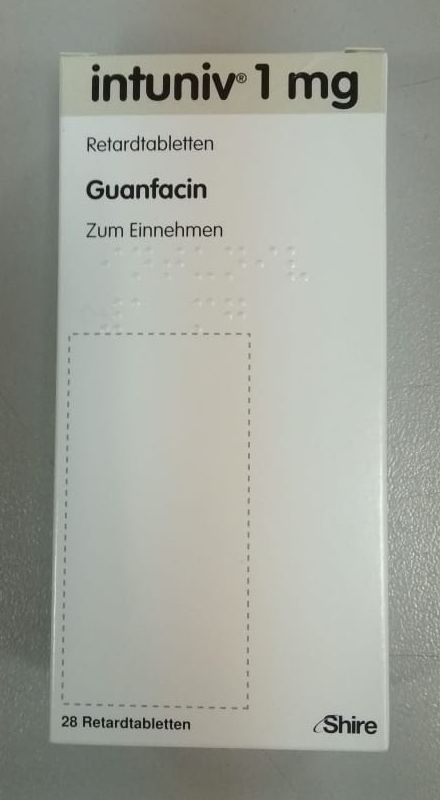 intuniv® 1 mg
Retardtabletten
Guanfacin
Zum Einnehmen
28 Retardtabletten
Shire